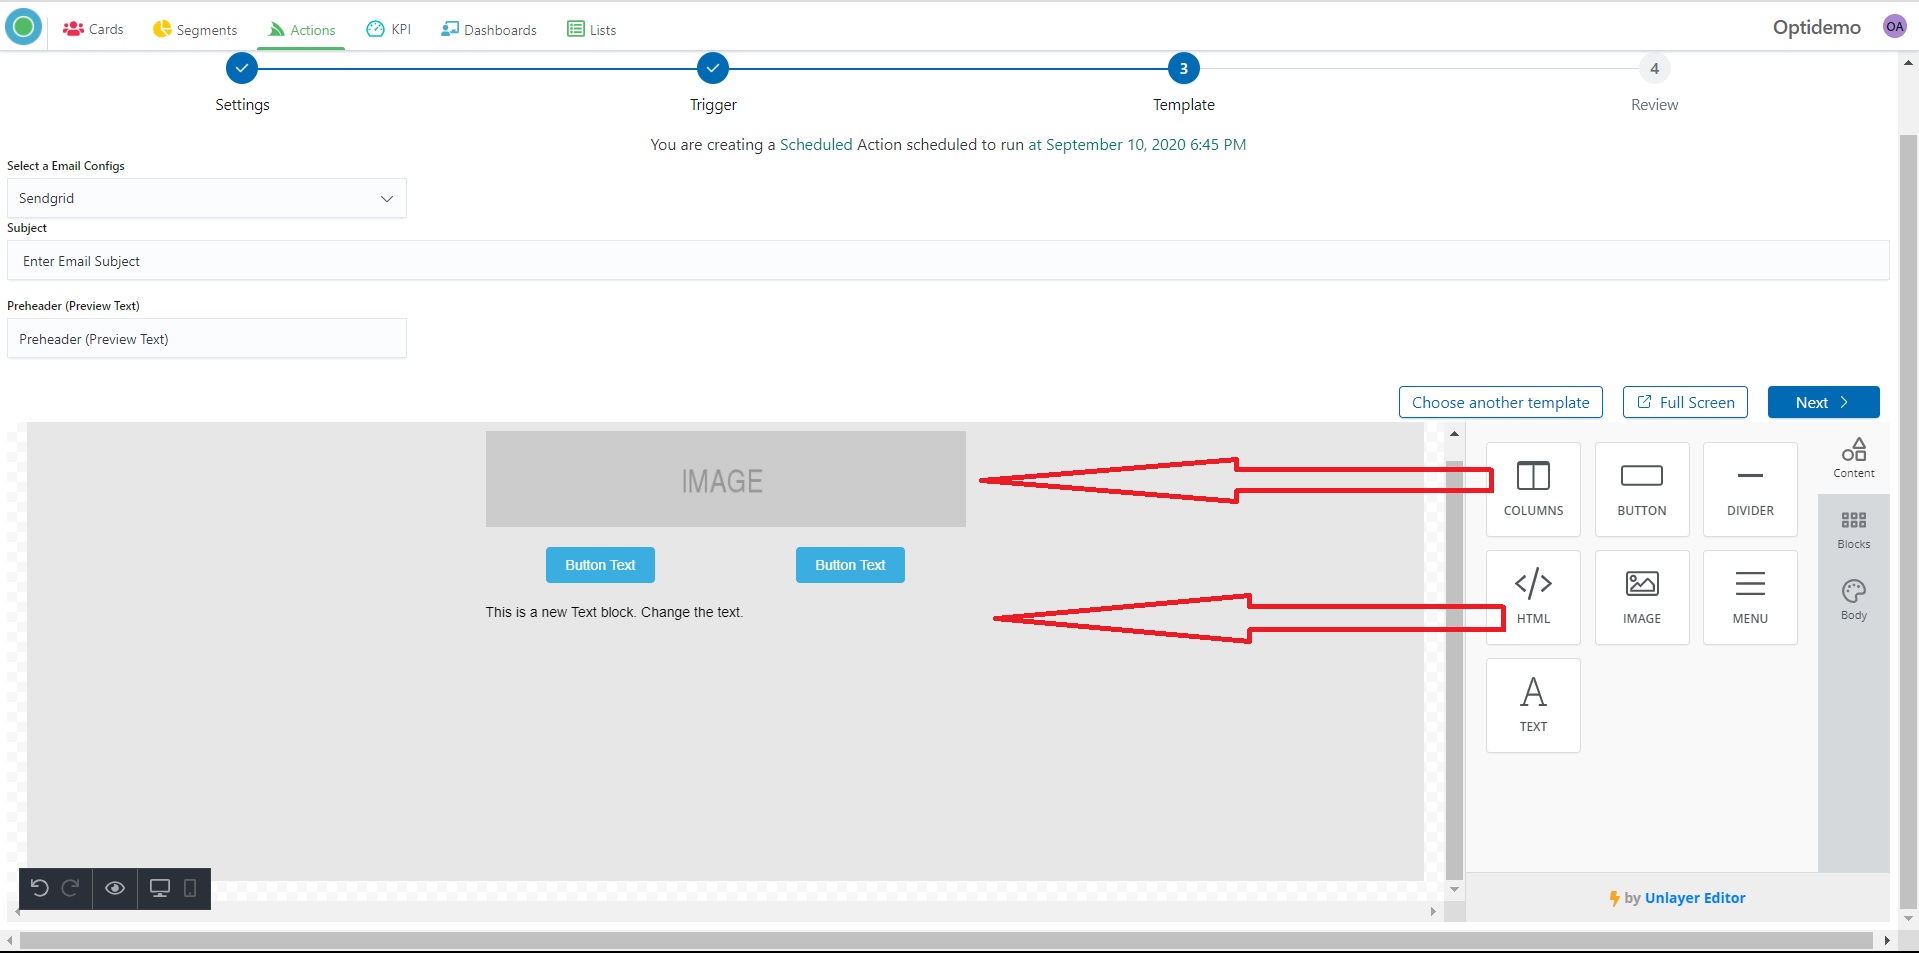 Cards
Segments
Actions
KPI
Dashboards
Lists
Optidemo
OA
3
4
Settings
Trigger
Template
Review
You are creating a Scheduled Action scheduled to run at September 10, 2020 6:45 PM
Select a Email Configs
Sendgrid
Subject
Enter Email Subject
Preheader (Preview Text)
Preheader (Preview Text)
Choose another template
Full Screen
Next
IMAGE
Button Text
Button Text
This is a new Text block. Change the text.
COLUMNS
BUTTON
DIVIDER
HTML
IMAGE
MENU
TEXT
Content
Blocks
Body
by Unlayer Editor